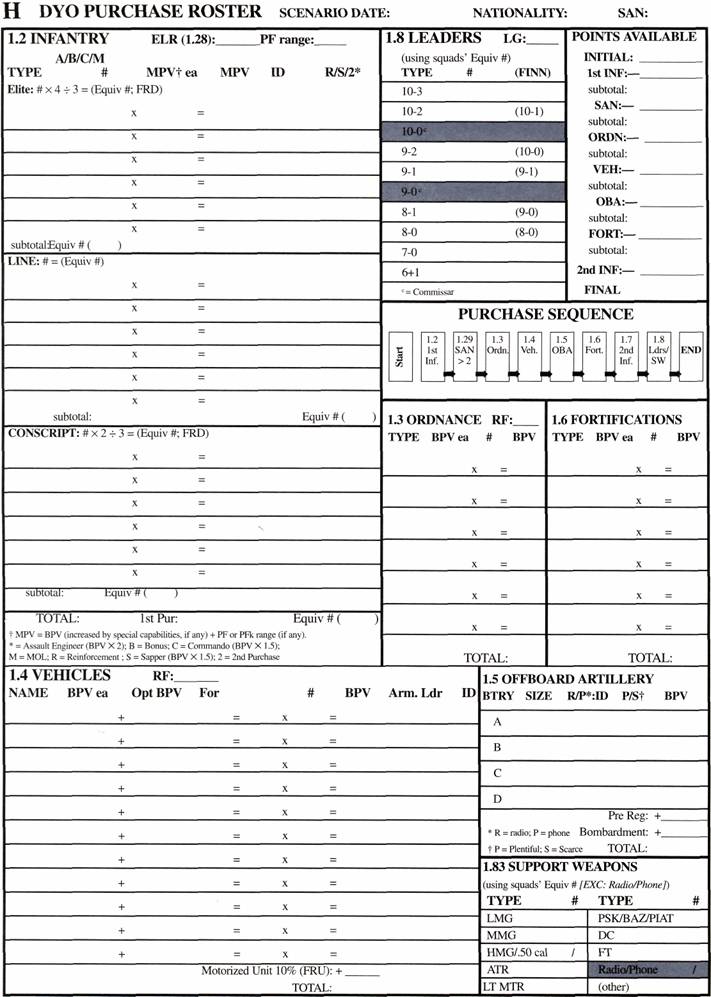 H DYO PURCHASE ROSTER SCENARIO DATE: NATIONALITY: SAN:
1.2 INFANTRY ELR (1.28):______ PF range:_____
A/B/C/M
TYPE # MPV† ea MPV ID R/S/2*
Elite: # × 4 ÷ 3 = (Equiv #; FRD)
x =
x =
x =
x =
x =
x =
subtotal:Equiv # ( )
LINE: # = (Equiv #)
x =
x =
x =
x =
x =
x =
subtotal: Equiv # ( )
CONSCRIPT: # × 2 ÷ 3 = (Equiv #; FRD)
x =
x =
x =
x =
x =
x =
subtotal: Equiv # ( )
TOTAL: 1st Pur: Equiv # ( )
† MPV = BPV (increased by special capabilities, if any) + PF or PFk range (if any).
* = Assault Engineer (BPV × 2); B = Bonus; C = Commando (BPV × 1.5);
M = MOL; R = Reinforcement ; S = Sapper (BPV × 1.5); 2 = 2nd Purchase
1.8 LEADERS LG:____
(using squads' Equiv #)
TYPE # (FINN)
10-3
10-2 (10-1)
10-0ᶜ
9-2 (10-0)
9-1 (9-1)
9-0ᶜ
8-1 (9-0)
8-0 (8-0)
7-0
6+1
ᶜ = Commissar
POINTS AVAILABLE
INITIAL: __________
1st INF:— __________
subtotal:
SAN:— __________
subtotal:
ORDN:— __________
subtotal:
VEH:— __________
subtotal:
OBA:— __________
subtotal:
FORT:— __________
subtotal:
2nd INF:— __________
FINAL
PURCHASE SEQUENCE
Start
1.2 1st Inf.
1.29 SAN > 2
1.3 Ordn.
1.4 Veh.
1.5 OBA
1.6 Fort.
1.7 2nd Inf.
1.8 Ldrs/ SW
END
1.3 ORDNANCE RF:____
TYPE BPV ea # BPV
x =
x =
x =
x =
x =
x =
TOTAL:
1.6 FORTIFICATIONS
TYPE BPV ea # BPV
x =
x =
x =
x =
x =
x =
TOTAL:
1.4 VEHICLES RF:_____
NAME BPV ea Opt BPV For # BPV Arm. Ldr ID
+ = x =
+ = x =
+ = x =
+ = x =
+ = x =
+ = x =
+ = x =
+ = x =
+ = x =
+ = x =
+ = x =
Motorized Unit 10% (FRU): + ______
TOTAL:
1.5 OFFBOARD ARTILLERY
BTRY SIZE R/P*:ID P/S† BPV
A
B
C
D
Pre Reg: +______
* R = radio; P = phone Bombardment: +______
† P = Plentiful; S = Scarce TOTAL:
1.83 SUPPORT WEAPONS
(using squads' Equiv # [EXC: Radio/Phone])
TYPE # TYPE #
LMG PSK/BAZ/PIAT
MMG DC
HMG/.50 cal / FT
ATR Radio/Phone /
LT MTR (other)